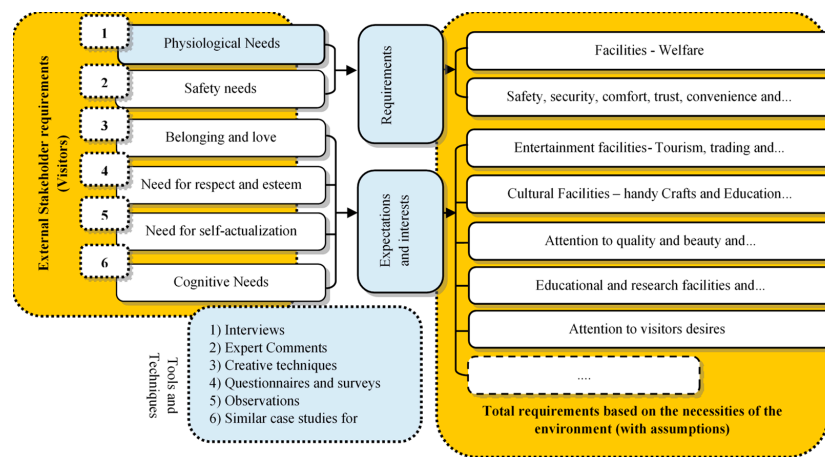 External Stakeholder requirements
(Visitors)
1
Physiological Needs
2
Safety needs
3
Belonging and love
4
Need for respect and esteem
5
Need for self-actualization
6
Cognitive Needs
Requirements
Expectations
and interests
Facilities - Welfare
Safety, security, comfort, trust, convenience and...
Entertainment facilities- Tourism, trading and...
Cultural Facilities – handy Crafts and Education...
Attention to quality and beauty and...
Educational and research facilities and...
Attention to visitors desires
....
Total requirements based on the necessities of the
environment (with assumptions)
Tools and
Techniques
1) Interviews
2) Expert Comments
3) Creative techniques
4) Questionnaires and surveys
5) Observations
6) Similar case studies for